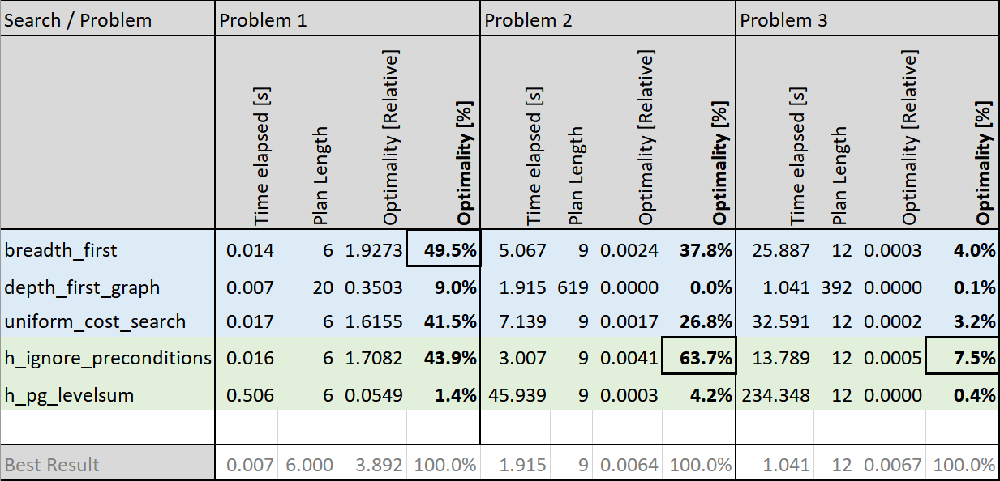 Search / Problem Problem 1 Problem 2 Problem 3
Time elapsed [s] Plan Length Optimality [Relative] Optimality [%] Time elapsed [s] Plan Length Optimality [Relative] Optimality [%] Time elapsed [s] Plan Length Optimality [Relative] Optimality [%]
breadth_first 0.014 6 1.9273 49.5% 5.067 9 0.0024 37.8% 25.887 12 0.0003 4.0%
depth_first_graph 0.007 20 0.3503 9.0% 1.915 619 0.0000 0.0% 1.041 392 0.0000 0.1%
uniform_cost_search 0.017 6 1.6155 41.5% 7.139 9 0.0017 26.8% 32.591 12 0.0002 3.2%
h_ignore_preconditions 0.016 6 1.7082 43.9% 3.007 9 0.0041 63.7% 13.789 12 0.0005 7.5%
h_pg_levelsum 0.506 6 0.0549 1.4% 45.939 9 0.0003 4.2% 234.348 12 0.0000 0.4%
Best Result 0.007 6.000 3.892 100.0% 1.915 9 0.0064 100.0% 1.041 12 0.0067 100.0%